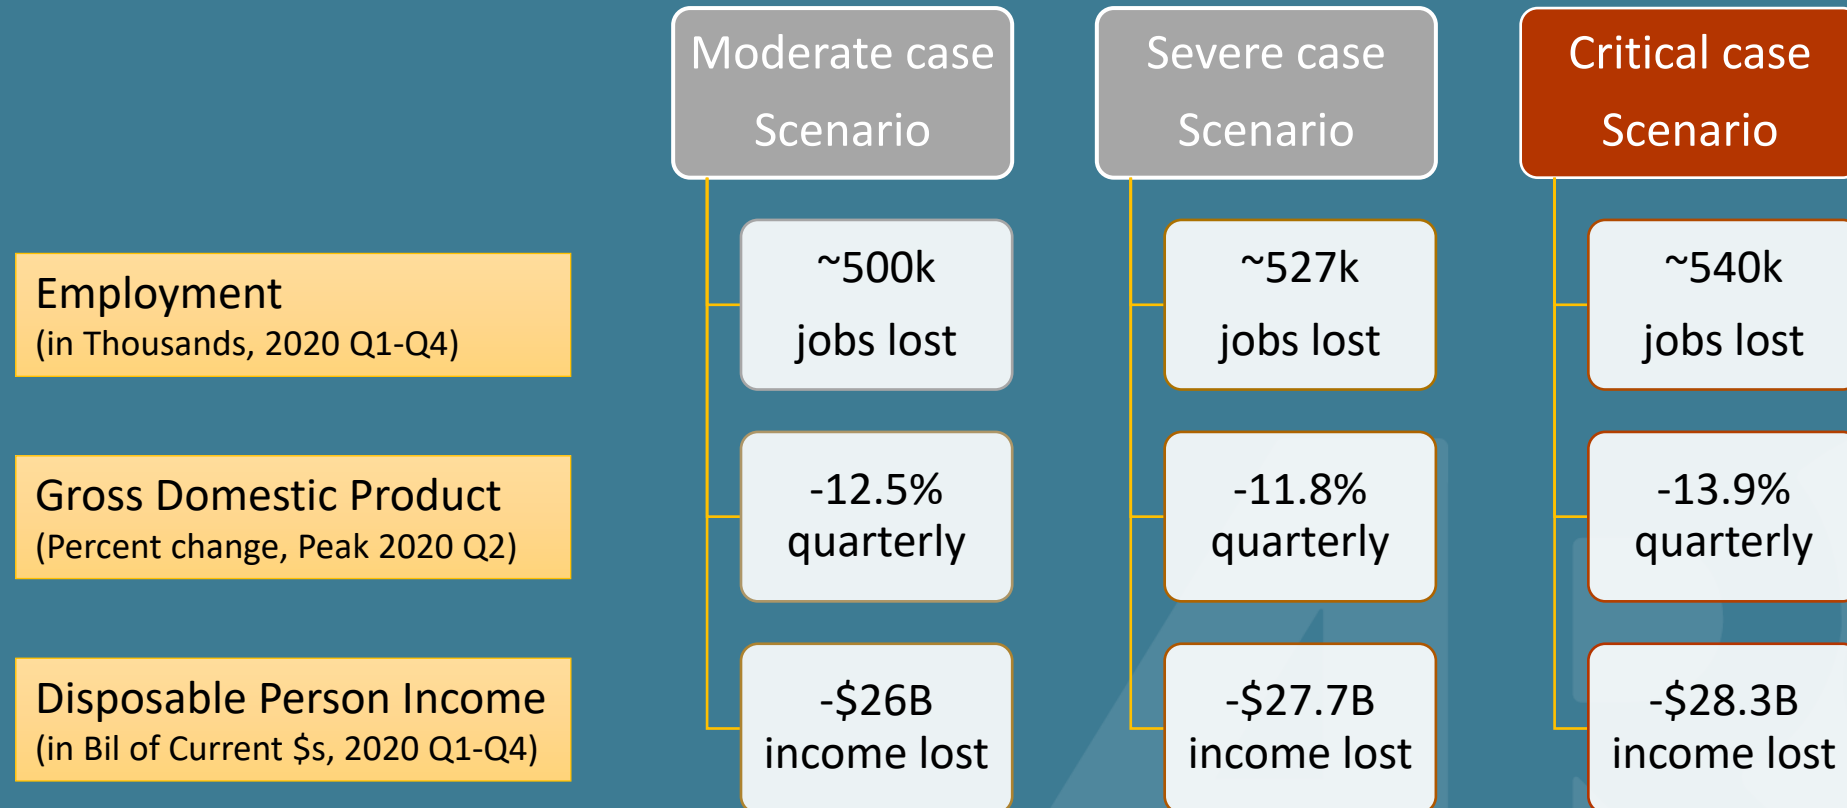 Moderate case
Scenario
Severe case
Scenario
Critical case
Scenario
Employment
(in Thousands, 2020 Q1-Q4)
~500k
jobs lost
~527k
jobs lost
~540k
jobs lost
Gross Domestic Product
(Percent change, Peak 2020 Q2)
-12.5%
quarterly
-11.8%
quarterly
-13.9%
quarterly
Disposable Person Income
(in Bil of Current $s, 2020 Q1-Q4)
-$26B
income lost
-$27.7B
income lost
-$28.3B
income lost